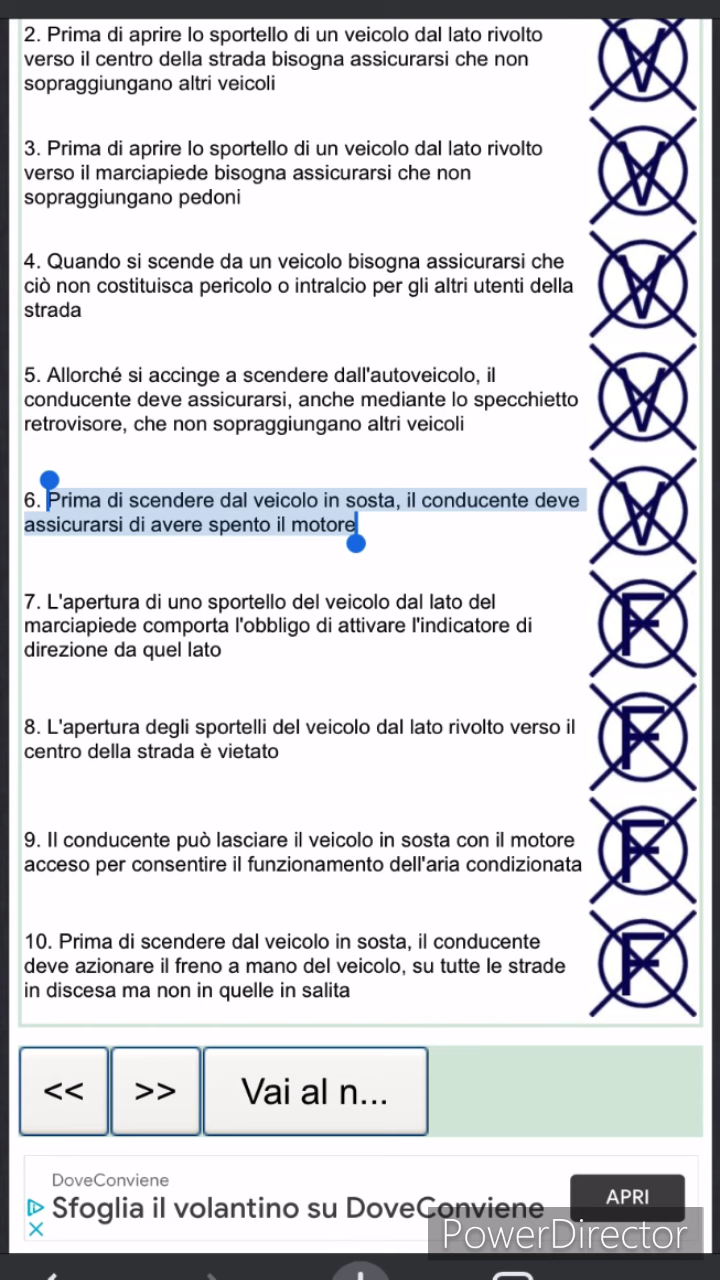 2. Prima di aprire lo sportello di un veicolo dal lato rivolto
verso il centro della strada bisogna assicurarsi che non
sopraggiungano altri veicoli
V
3. Prima di aprire lo sportello di un veicolo dal lato rivolto
verso il marciapiede bisogna assicurarsi che non
sopraggiungano pedoni
V
4. Quando si scende da un veicolo bisogna assicurarsi che
ciò non costituisca pericolo o intralcio per gli altri utenti della
strada
V
5. Allorché si accinge a scendere dall'autoveicolo, il
conducente deve assicurarsi, anche mediante lo specchietto
retrovisore, che non sopraggiungano altri veicoli
V
6. Prima di scendere dal veicolo in sosta, il conducente deve
assicurarsi di avere spento il motore
V
7. L'apertura di uno sportello del veicolo dal lato del
marciapiede comporta l'obbligo di attivare l'indicatore di
direzione da quel lato
F
8. L'apertura degli sportelli del veicolo dal lato rivolto verso il
centro della strada è vietato
F
9. Il conducente può lasciare il veicolo in sosta con il motore
acceso per consentire il funzionamento dell'aria condizionata
F
10. Prima di scendere dal veicolo in sosta, il conducente
deve azionare il freno a mano del veicolo, su tutte le strade
in discesa ma non in quelle in salita
F
<< >> Vai al n...
DoveConviene
Sfoglia il volantino su DoveConviene
APRI
PowerDirector